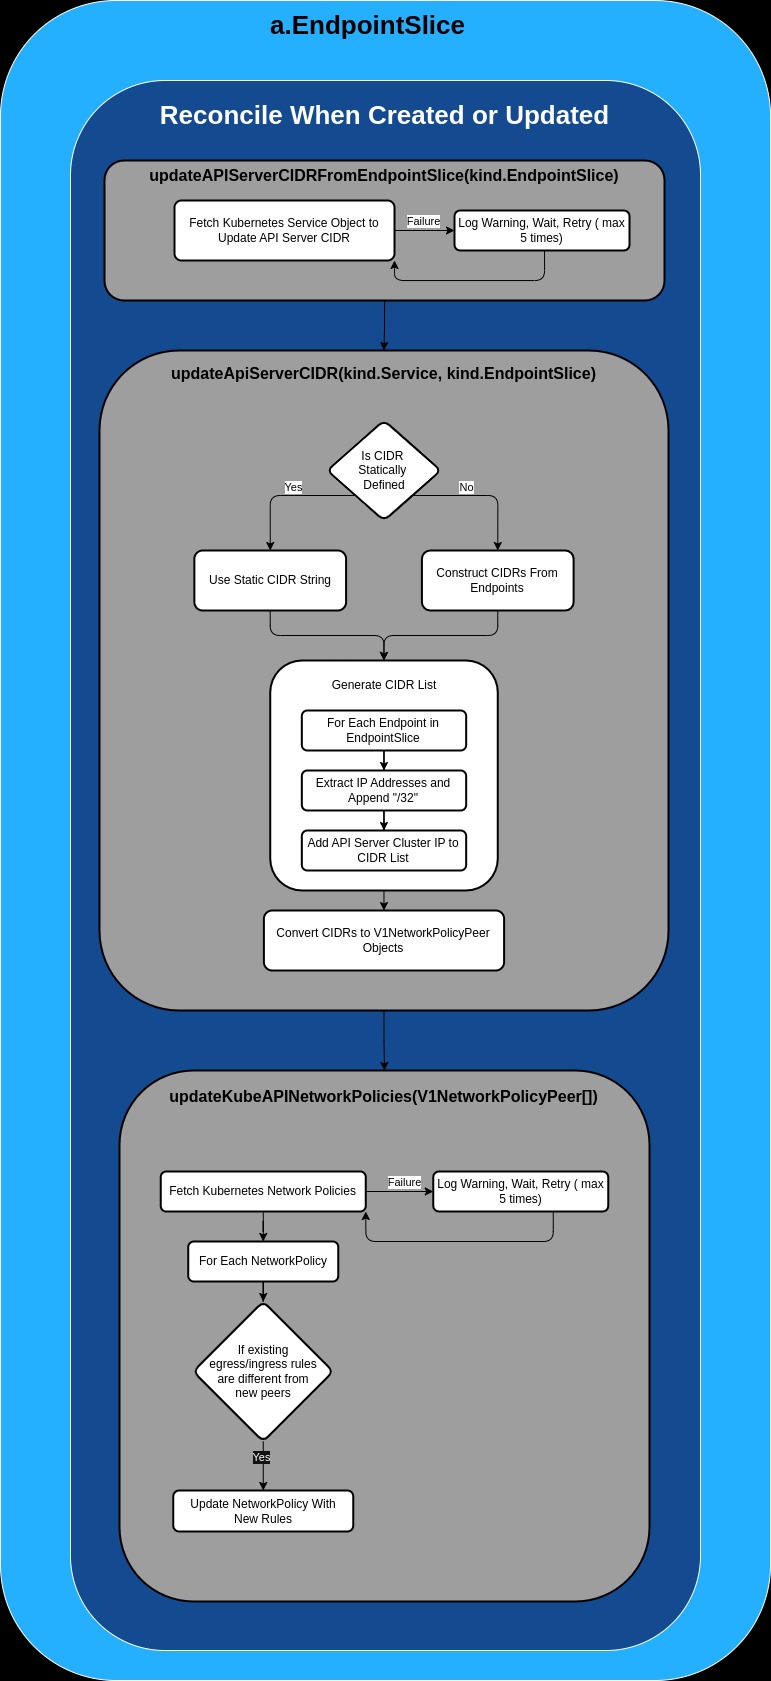 a.EndpointSlice
Reconcile When Created or Updated
updateAPIServerCIDRFromEndpointSlice(kind.EndpointSlice)
Fetch Kubernetes Service Object to
Update API Server CIDR
Failure
Log Warning, Wait, Retry ( max
5 times)
updateApiServerCIDR(kind.Service, kind.EndpointSlice)
Is CIDR
Statically
Defined
Yes
No
Use Static CIDR String
Construct CIDRs From
Endpoints
Generate CIDR List
For Each Endpoint in
EndpointSlice
Extract IP Addresses and
Append "/32"
Add API Server Cluster IP to
CIDR List
Convert CIDRs to V1NetworkPolicyPeer
Objects
updateKubeAPINetworkPolicies(V1NetworkPolicyPeer[])
Fetch Kubernetes Network Policies
Failure
Log Warning, Wait, Retry ( max
5 times)
For Each NetworkPolicy
If existing
egress/ingress rules
are different from
new peers
Yes
Update NetworkPolicy With
New Rules